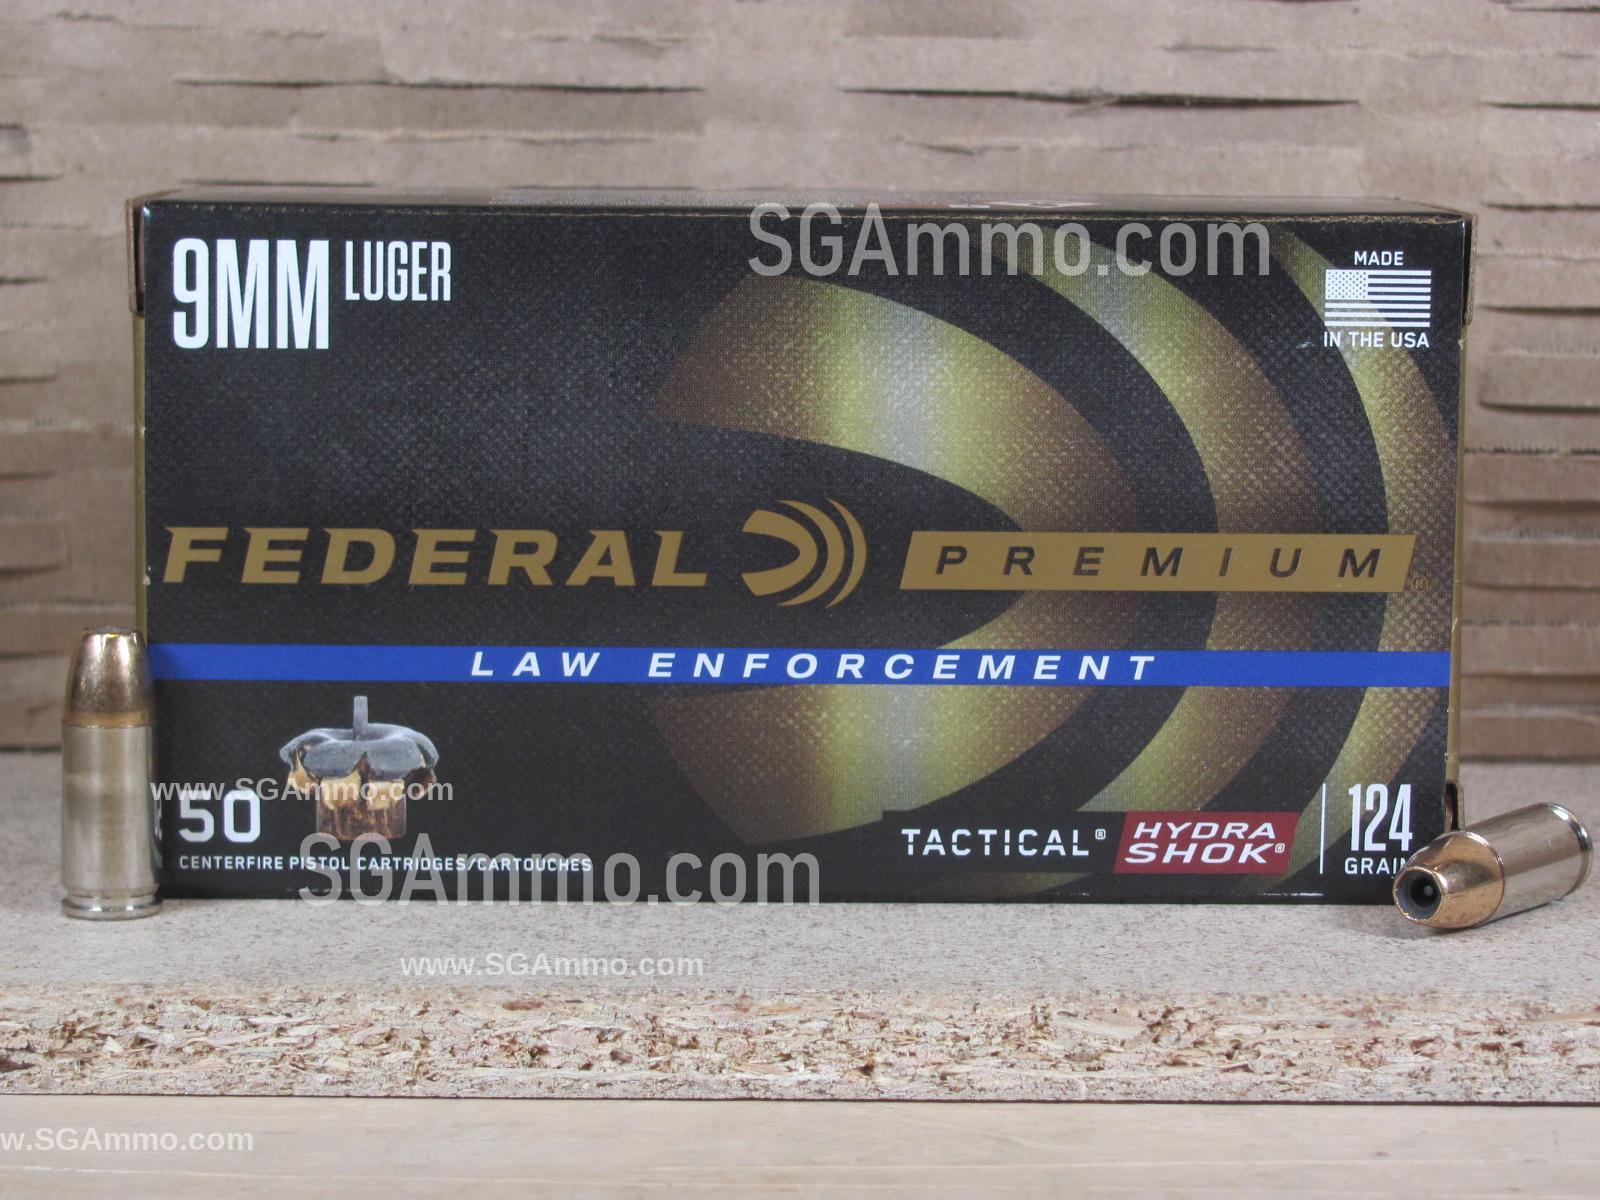 SGAmmo.com
9MM LUGER
MADE
IN THE USA
FEDERAL PREMIUM®
LAW ENFORCEMENT
www.SGAmmo.com
50
TACTICAL® HYDRA
SHOK®
124
GRAIN
CENTERFIRE PISTOL CARTRIDGES/CARTOUCHES
SGAmmo.com
www.SGAmmo.com
w.SGAmmo.com